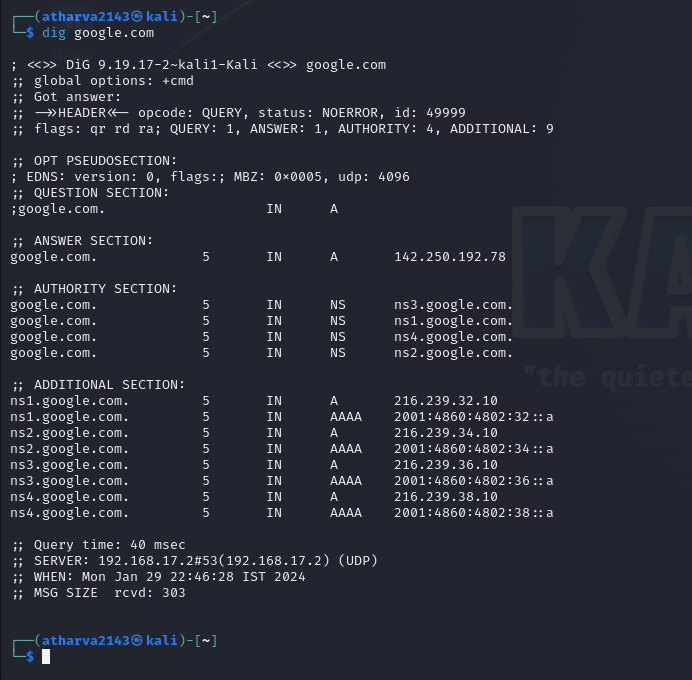 ┌──(atharva2143㉿kali)-[~]
└─$ dig google.com

; <<>> DiG 9.19.17-2~kali1-Kali <<>> google.com
;; global options: +cmd
;; Got answer:
;; ->>HEADER<<- opcode: QUERY, status: NOERROR, id: 49999
;; flags: qr rd ra; QUERY: 1, ANSWER: 1, AUTHORITY: 4, ADDITIONAL: 9

;; OPT PSEUDOSECTION:
; EDNS: version: 0, flags:; MBZ: 0x0005, udp: 4096
;; QUESTION SECTION:
;google.com.                    IN      A

;; ANSWER SECTION:
google.com.             5       IN      A       142.250.192.78

;; AUTHORITY SECTION:
google.com.             5       IN      NS      ns3.google.com.
google.com.             5       IN      NS      ns1.google.com.
google.com.             5       IN      NS      ns4.google.com.
google.com.             5       IN      NS      ns2.google.com.

;; ADDITIONAL SECTION:
ns1.google.com.         5       IN      A       216.239.32.10
ns1.google.com.         5       IN      AAAA    2001:4860:4802:32::a
ns2.google.com.         5       IN      A       216.239.34.10
ns2.google.com.         5       IN      AAAA    2001:4860:4802:34::a
ns3.google.com.         5       IN      A       216.239.36.10
ns3.google.com.         5       IN      AAAA    2001:4860:4802:36::a
ns4.google.com.         5       IN      A       216.239.38.10
ns4.google.com.         5       IN      AAAA    2001:4860:4802:38::a

;; Query time: 40 msec
;; SERVER: 192.168.17.2#53(192.168.17.2) (UDP)
;; WHEN: Mon Jan 29 22:46:28 IST 2024
;; MSG SIZE  rcvd: 303

┌──(atharva2143㉿kali)-[~]
└─$
KA
"the quiete